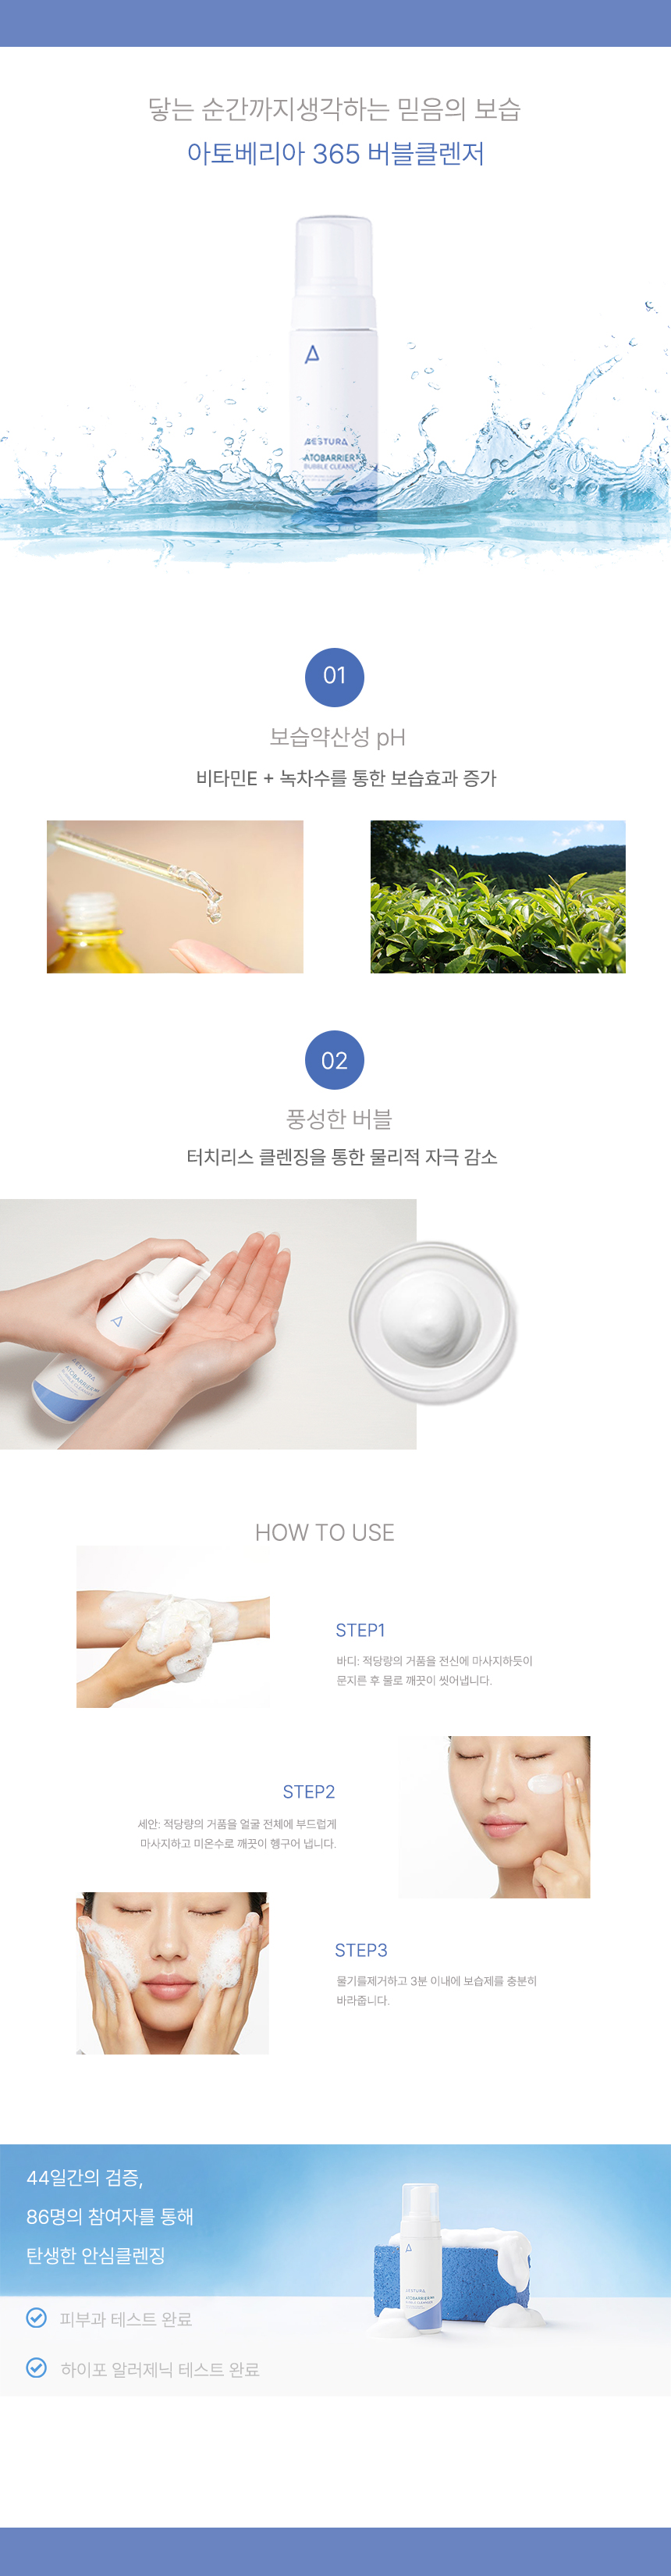 닿는 순간까지생각하는 믿음의 보습
아토베리아 365 버블클렌저
AESTURA
ATOBARRIER
BUBBLE CLEANS
01
보습약산성 pH
비타민E + 녹차수를 통한 보습효과 증가
02
풍성한 버블
터치리스 클렌징을 통한 물리적 자극 감소
AESTURA
ATOBARRIER365
BUBBLE CLEANSER
HOW TO USE
STEP1
바디: 적당량의 거품을 전신에 마사지하듯이
문지른 후 물로 깨끗이 씻어냅니다.
STEP2
세안: 적당량의 거품을 얼굴 전체에 부드럽게
마사지하고 미온수로 깨끗이 헹구어 냅니다.
STEP3
물기를제거하고 3분 이내에 보습제를 충분히
바라줍니다.
44일간의 검증,
86명의 참여자를 통해
탄생한 안심클렌징
피부과 테스트 완료
하이포 알러제닉 테스트 완료
AESTURA
ATOBARRIER365
BUBBLE CLEANSER